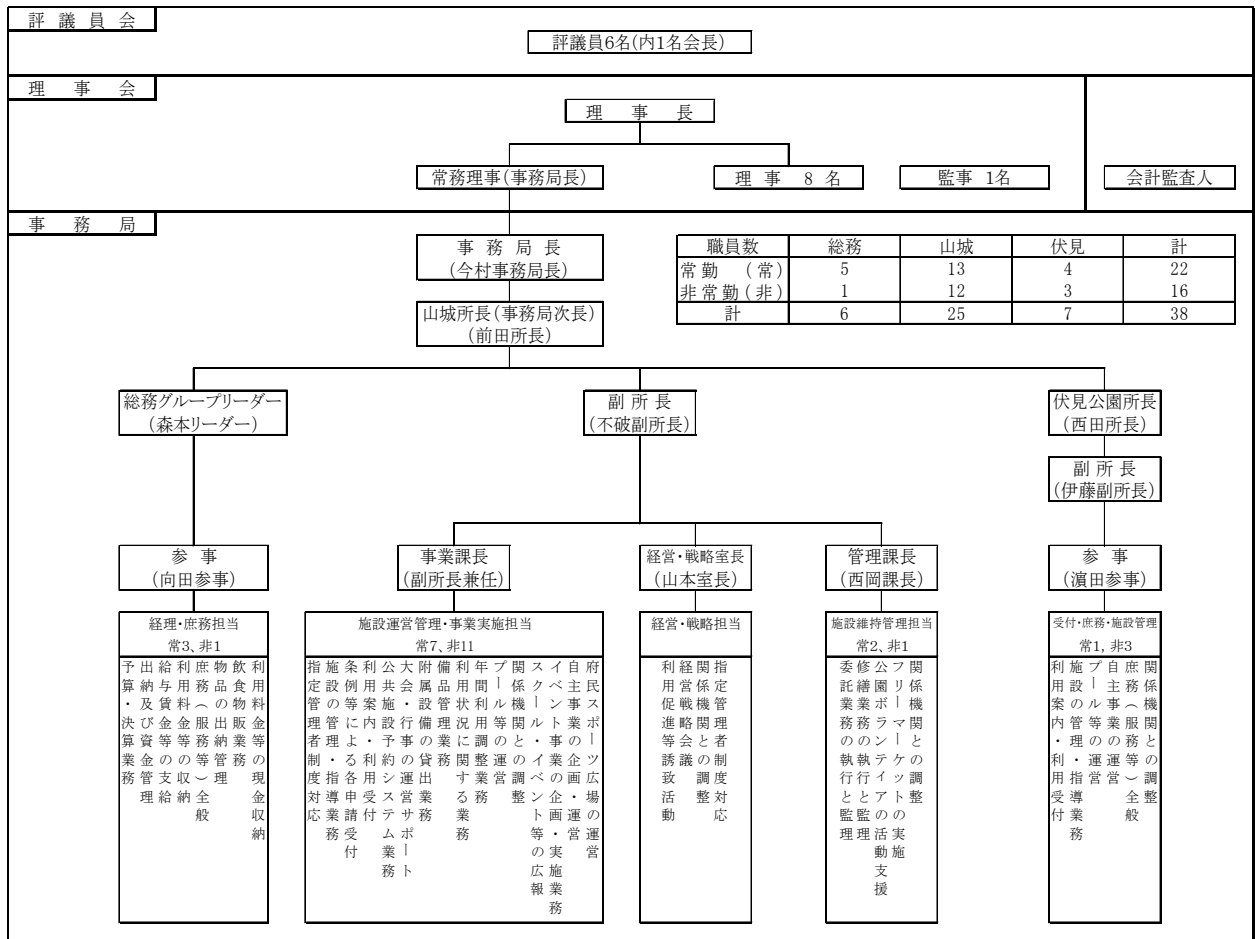 評議員会
評議員6名(内1名会長)
理事会
理事長
常務理事(事務局長)
理事 8名
監事 1名
会計監査人
事務局
事務局長
(今村事務局長)
山城所長(事務局次長)
(前田所長)
職員数 総務 山城 伏見 計
常勤 (常) 5 13 4 22
非常勤(非) 1 12 3 16
計 6 25 7 38
総務グループリーダー
(森本リーダー)
副所長
(不破副所長)
伏見公園所長
(西田所長)
副所長
(伊藤副所長)
参事
(向田参事)
事業課長
(副所長兼任)
経営・戦略室長
(山本室長)
管理課長
(西岡課長)
参事
(濵田参事)
経理・庶務担当
常3、非1
利用料金等の現金収納
飲食物販業務
物品の出納管理
庶務(服務等)全般
利用料金等の収納
給与賃金等の支給
出納及び資金管理
予算・決算業務
施設運営管理・事業実施担当
常7、非11
府民スポーツ広場の運営
自主事業の企画・運営
イベント事業の企画・実施業務
スクール・イベント等の広報
関係機関との調整
プール等運営
年間利用調整業務
利用状況に関する業務
備品管理業務
附属設備の貸出業務
大会・行事の運営サポート
公共施設予約システム業務
利用案内・利用受付
条例等による各申請受付
施設の管理・指導業務
指定管理者制度対応
経営・戦略担当
指定管理者制度対応
関係機関との調整
経営戦略会議
利用促進等誘致活動
施設維持管理担当
常2、非1
関係機関との調整
フリーマーケットの実施
公園ボランティアの活動支援
修繕業務の執行と監理
委託業務の執行と監理
受付・庶務・施設管理
常1, 非3
関係機関との調整
庶務(服務等)全般
自主事業の運営
プール等の運営
施設の管理・指導業務
利用案内・利用受付